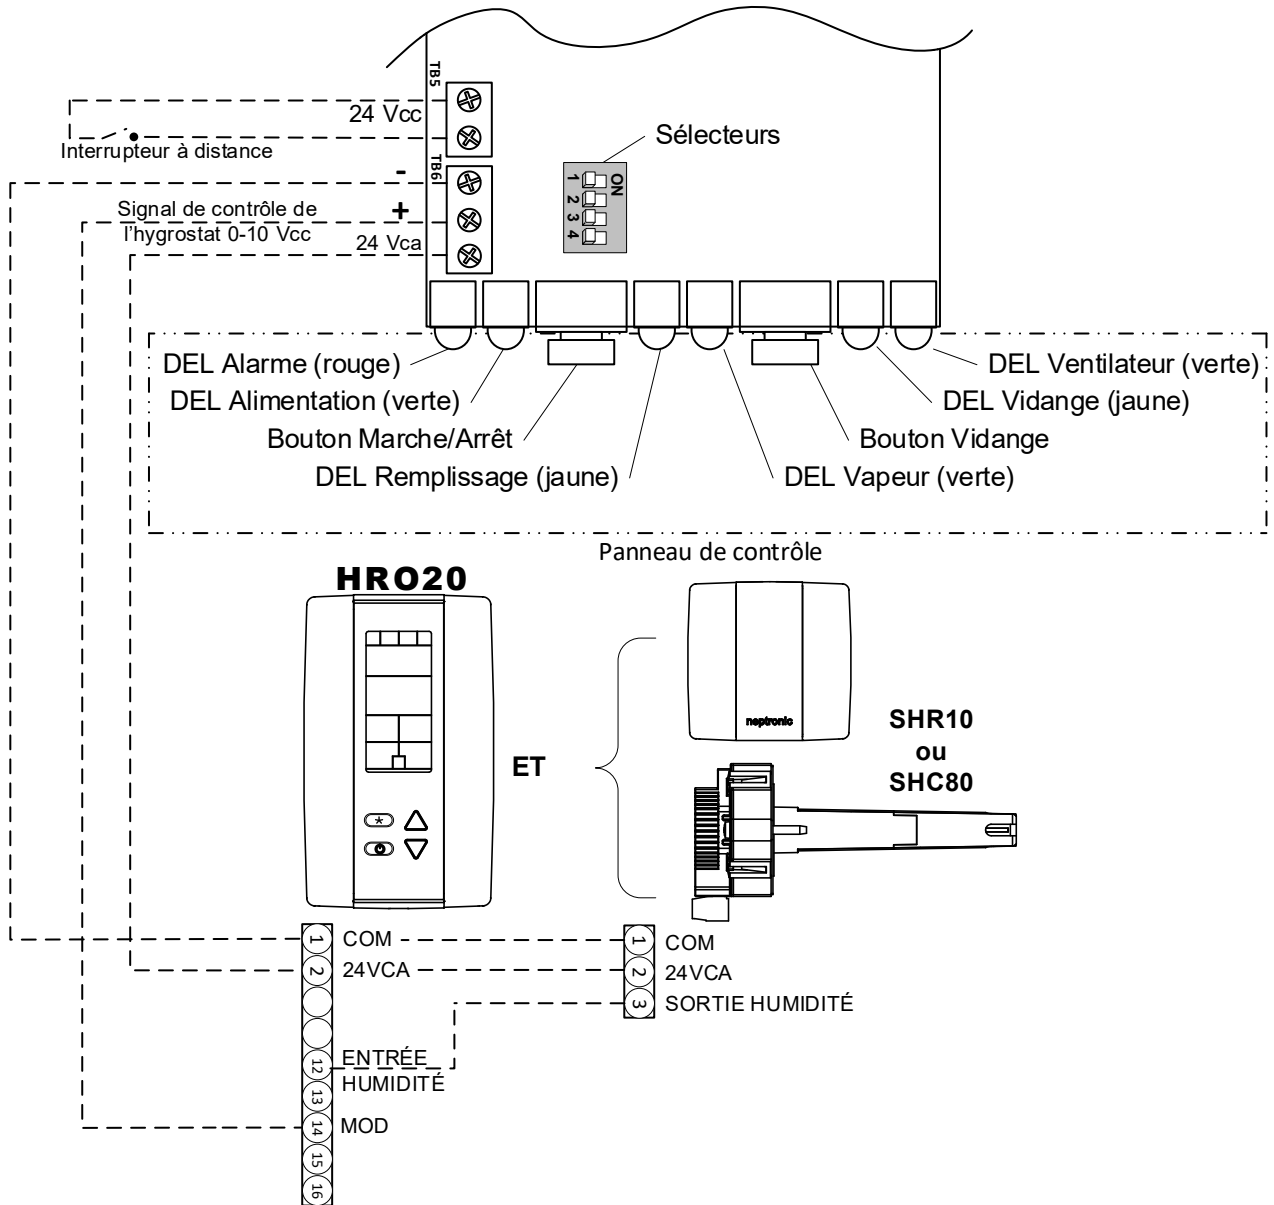 TB5
24 Vcc
Interrupteur à distance
Sélecteurs
ON
1
2
3
4
TB6
-
Signal de contrôle de
l'hygrostat 0-10 Vcc
+
24 Vca
DEL Alarme (rouge)
DEL Ventilateur (verte)
DEL Alimentation (verte)
DEL Vidange (jaune)
Bouton Marche/Arrêt
Bouton Vidange
DEL Remplissage (jaune)
DEL Vapeur (verte)
Panneau de contrôle
HRO20
neptronic
ET
SHR10
ou
SHC80
1 COM
2 24VCA
12 ENTRÉE
HUMIDITÉ
13
14 MOD
15
16
1 COM
2 24VCA
3 SORTIE HUMIDITÉ